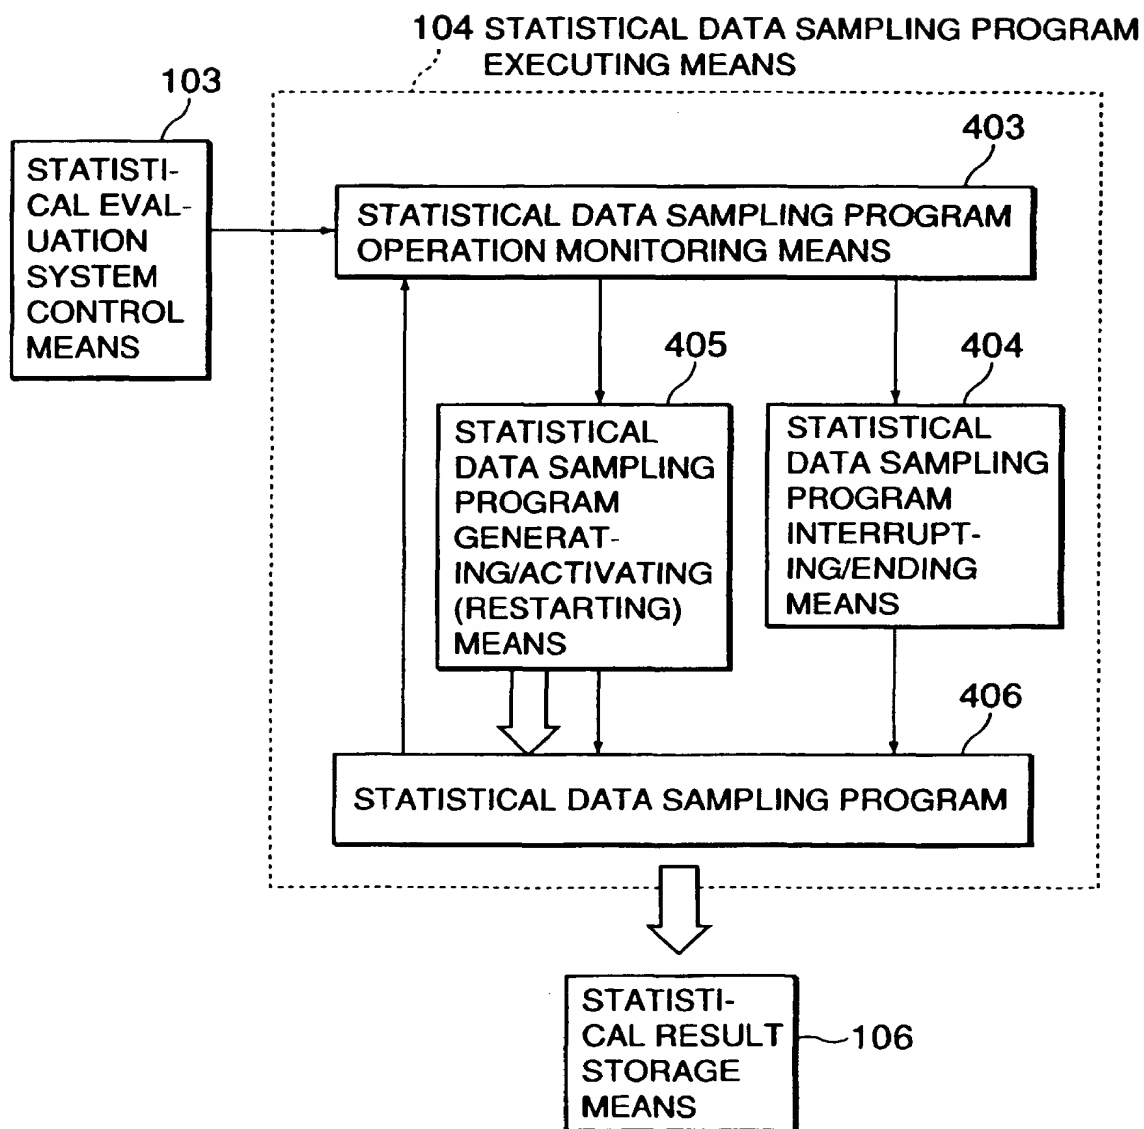 104 STATISTICAL DATA SAMPLING PROGRAM
EXECUTING MEANS
103
STATISTI-
CAL EVAL-
UATION
SYSTEM
CONTROL
MEANS
403
STATISTICAL DATA SAMPLING PROGRAM
OPERATION MONITORING MEANS
405
STATISTICAL
DATA SAMPLING
PROGRAM
GENERAT-
ING/ACTIVATING
(RESTARTING)
MEANS
404
STATISTICAL
DATA SAMPLING
PROGRAM
INTERRUPT-
ING/ENDING
MEANS
406
STATISTICAL DATA SAMPLING PROGRAM
STATISTI-
CAL RESULT
STORAGE
MEANS
106